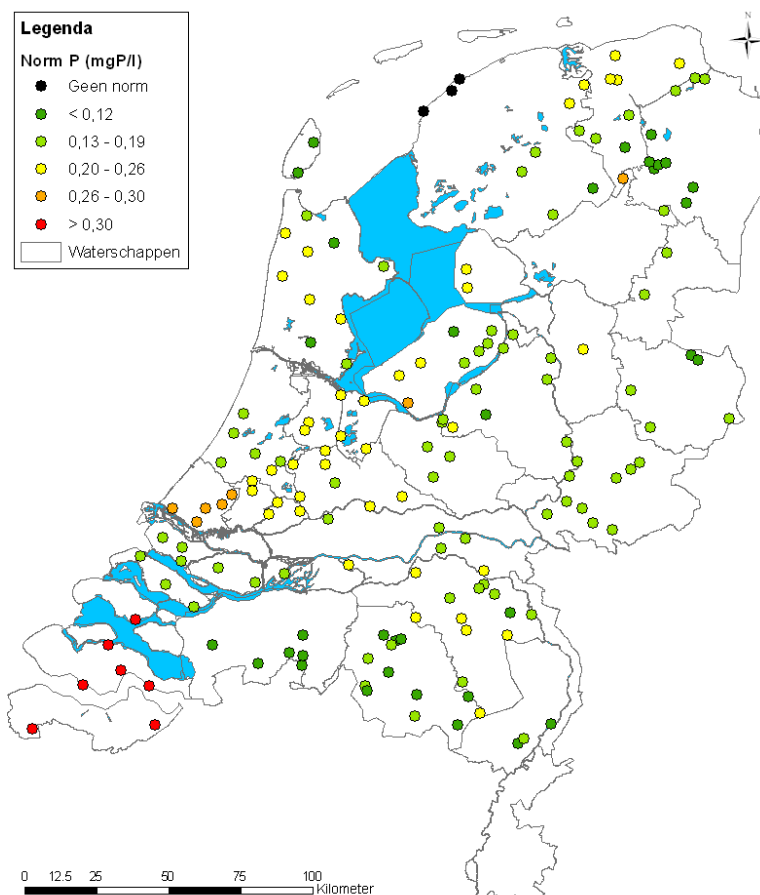 Legenda
Norm P (mgP/l)
Geen norm
< 0,12
0,13 - 0,19
0,20 - 0,26
0,26 - 0,30
> 0,30
Waterschappen
N
0 12.5 25 50 75 100
Kilometer